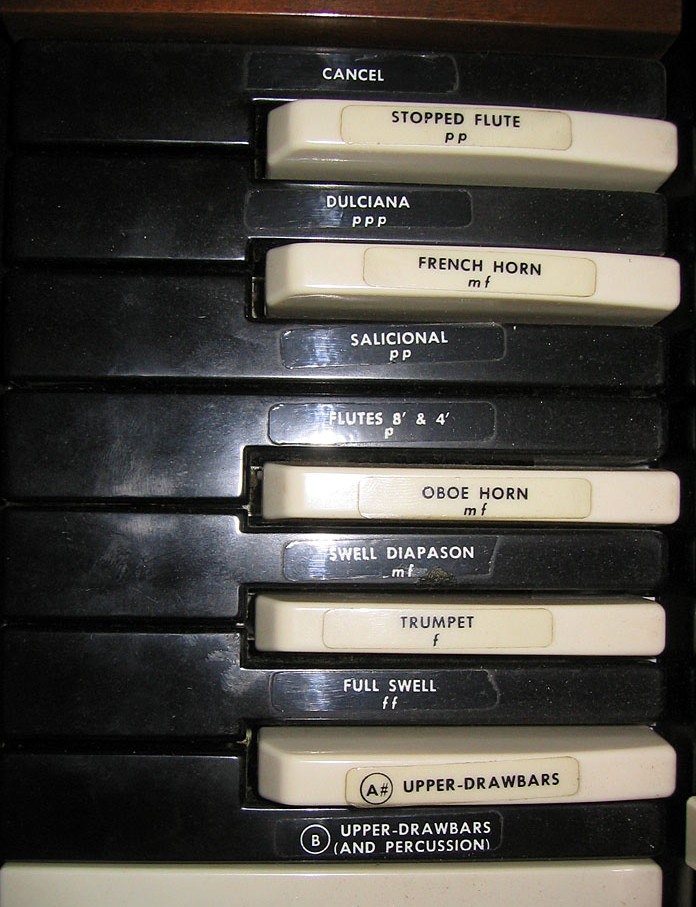 CANCEL
STOPPED FLUTE
pp
DULCIANA
ppp
FRENCH HORN
mf
SALICIONAL
pp
FLUTES 8' & 4'
p
OBOE HORN
mf
SWELL DIAPASON
mf
TRUMPET
f
FULL SWELL
ff
A# UPPER-DRAWBARS
B UPPER-DRAWBARS
(AND PERCUSSION)